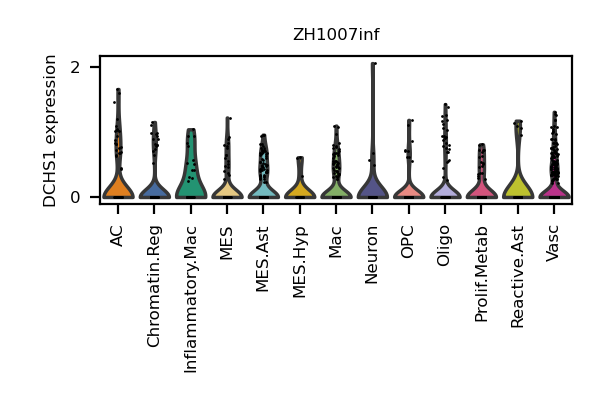 ZH1007inf
DCHS1 expression
2
0
AC
Chromatin.Reg
Inflammatory.Mac
MES
MES.Ast
MES.Hyp
Mac
Neuron
OPC
Oligo
Prolif.Metab
Reactive.Ast
Vasc